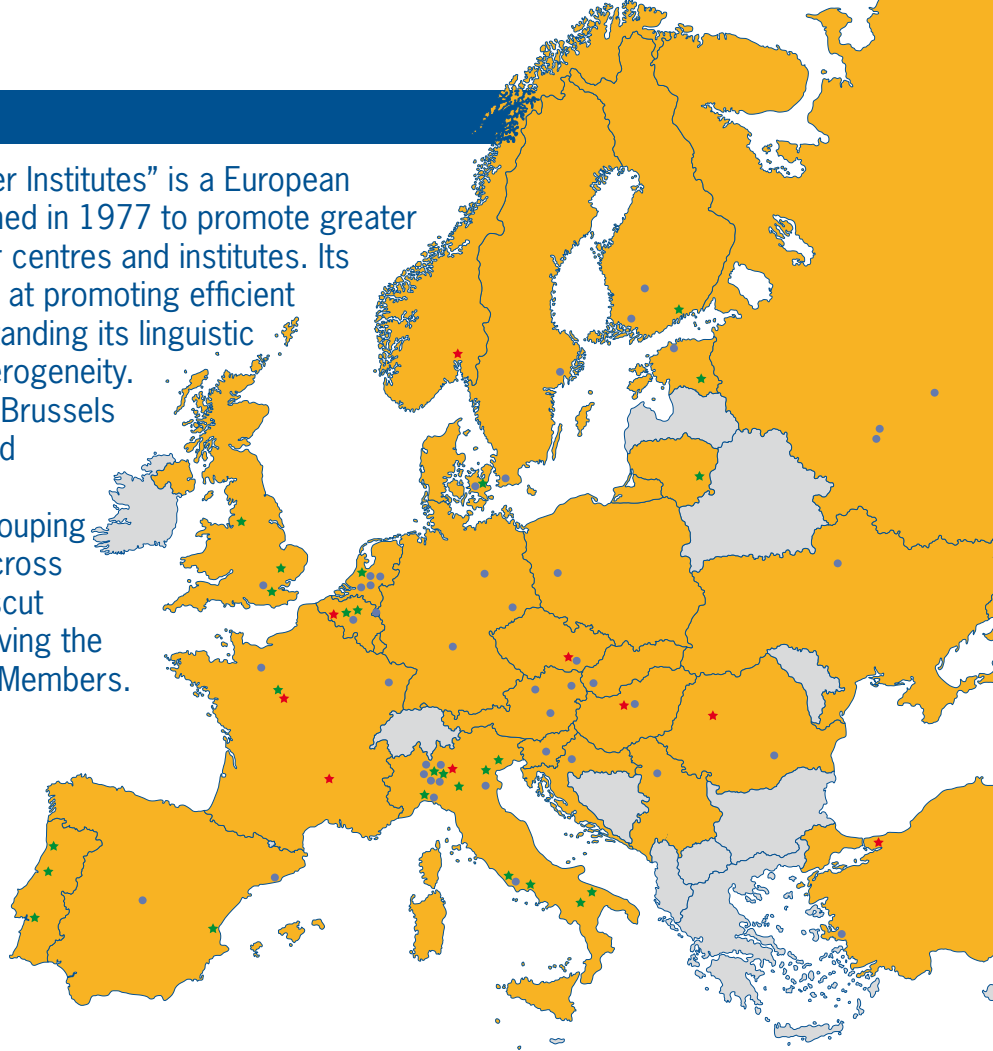 er Institutes” is a European
ned in 1977 to promote greater
r centres and institutes. Its
at promoting efficient
anding its linguistic
erogeneity.
Brussels
d
ouping
cross
scut
ving the
Members.